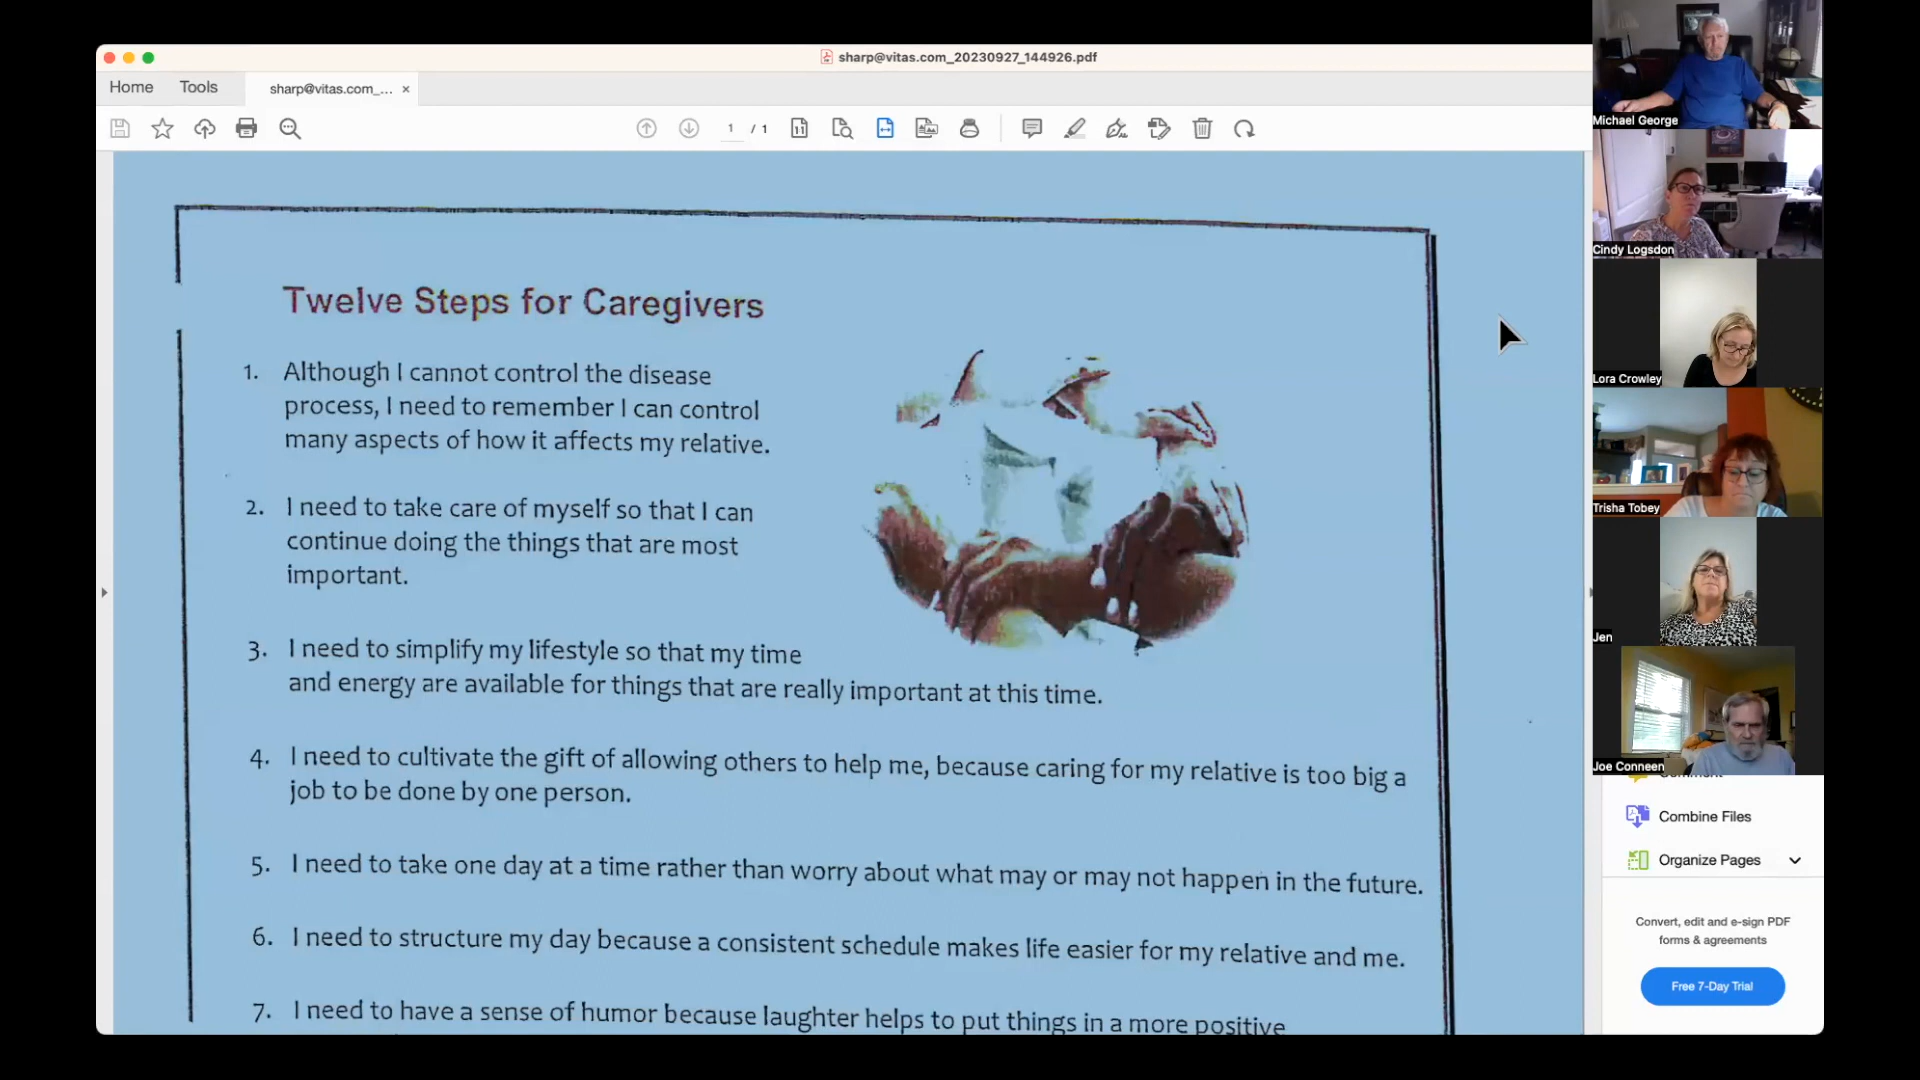 sharp@vitas.com_20230927_144926.pdf
Home
Tools
sharp@vitas.com_...
1 / 1
Twelve Steps for Caregivers
1. Although I cannot control the disease
process, I need to remember I can control
many aspects of how it affects my relative.
2. I need to take care of myself so that I can
continue doing the things that are most
important.
3. I need to simplify my lifestyle so that my time
and energy are available for things that are really important at this time.
4. I need to cultivate the gift of allowing others to help me, because caring for my relative is too big a
job to be done by one person.
5. I need to take one day at a time rather than worry about what may or may not happen in the future.
6. I need to structure my day because a consistent schedule makes life easier for my relative and me.
7. I need to have a sense of humor because laughter helps to put things in a more positive
Michael George
Cindy Logsdon
Lora Crowley
Trisha Tobey
Jen
Joe Conneen
Combine Files
Organize Pages
Convert, edit and e-sign PDF
forms & agreements
Free 7-Day Trial